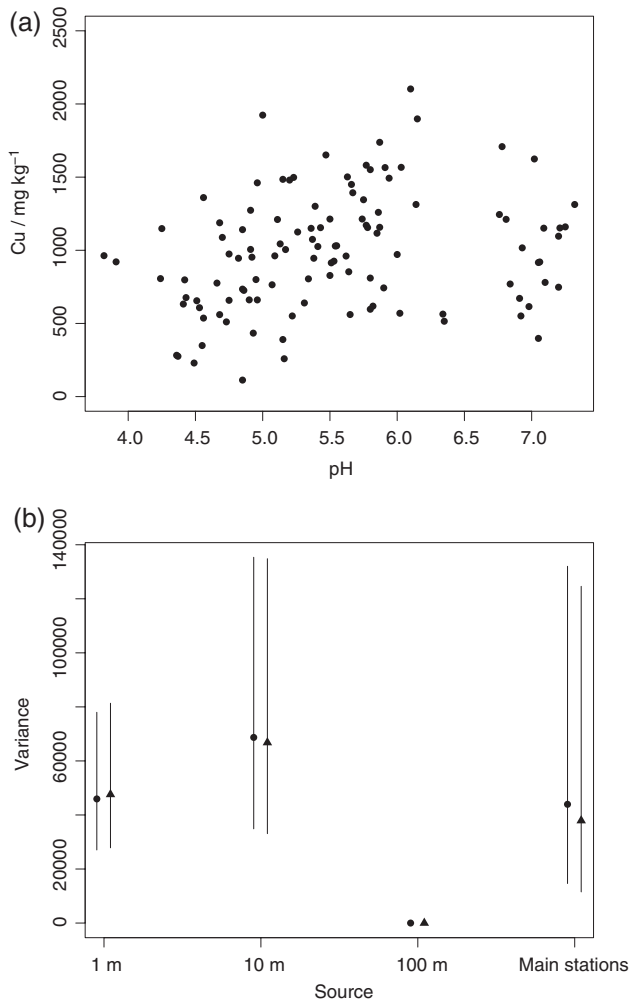 (a)
2500
2000
1500
1000
500
0
Cu / mg kg⁻¹
4.0 4.5 5.0 5.5 6.0 6.5 7.0
pH
(b)
140000
100000
60000
20000
0
Variance
1 m 10 m 100 m Main stations
Source